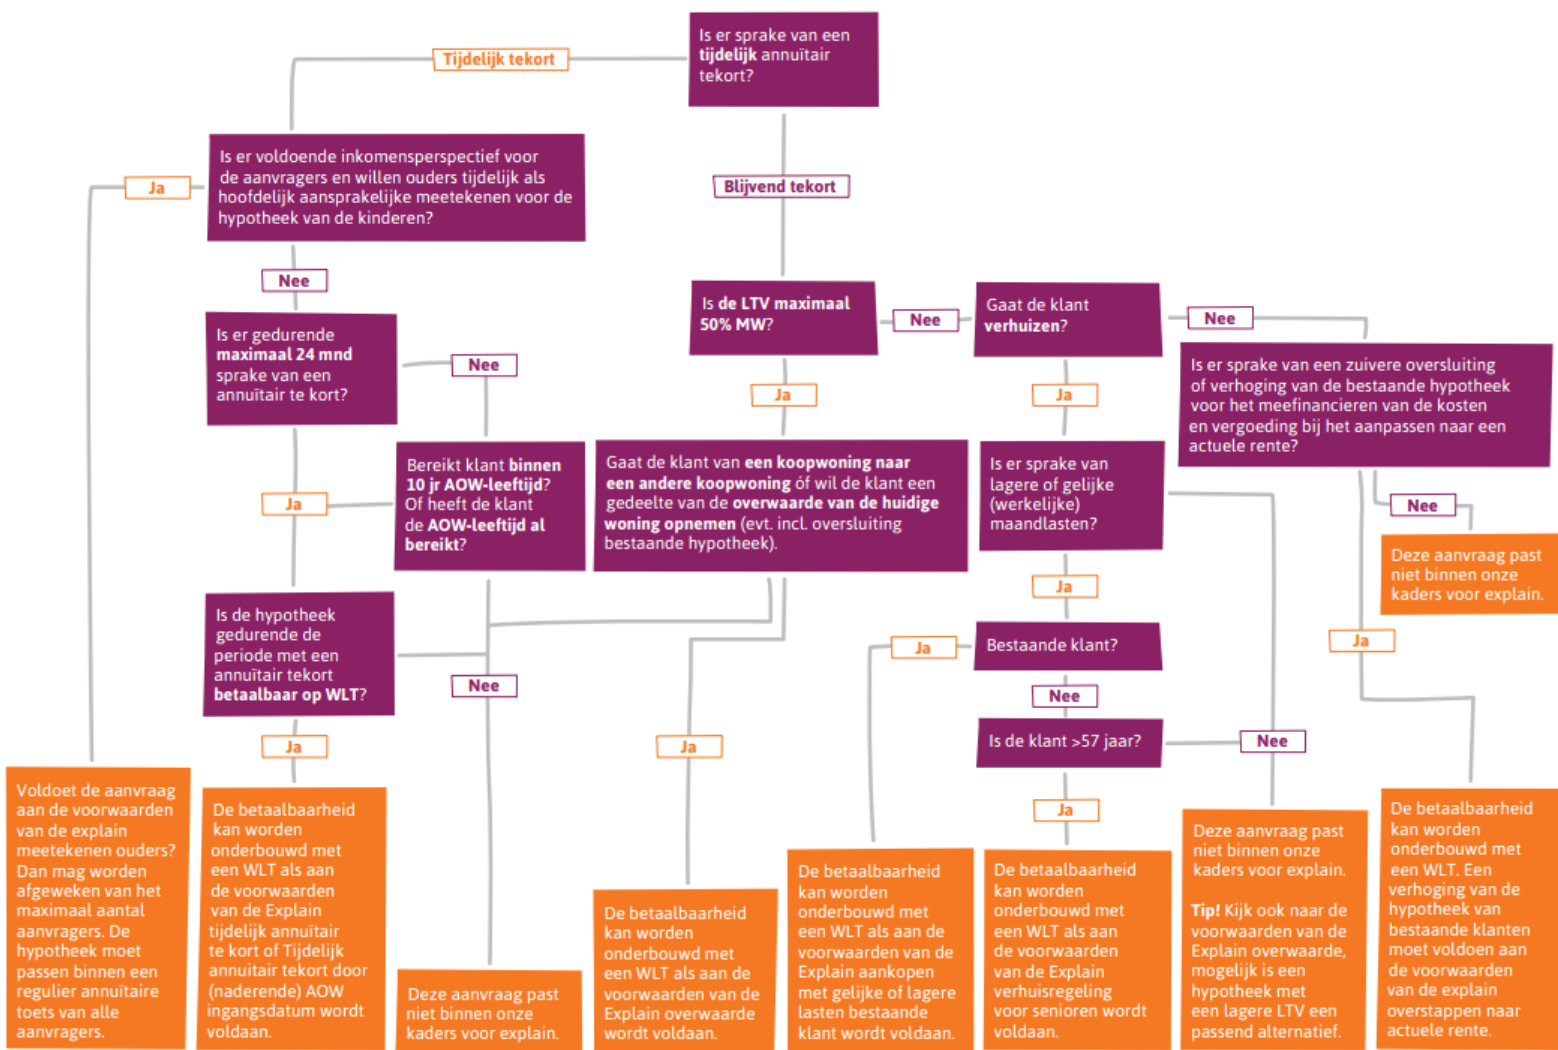 Is er sprake van een
tijdelijk annuïtair
tekort?
Tijdelijk tekort
Blijvend tekort
Is er voldoende inkomensperspectief voor
de aanvragers en willen ouders tijdelijk als
hoofdelijk aansprakelijke meetekenen voor de
hypotheek van de kinderen?
Ja
Nee
Is er gedurende
maximaal 24 mnd
sprake van een
annuïtair te kort?
Nee
Ja
Bereikt klant binnen
10 jr AOW-leeftijd?
Of heeft de klant
de AOW-leeftijd al
bereikt?
Is de hypotheek
gedurende de
periode met een
annuïtair tekort
betaalbaar op WLT?
Nee
Ja
Is de LTV maximaal
50% MW?
Nee
Ja
Gaat de klant van een koopwoning naar
een andere koopwoning óf wil de klant een
gedeelte van de overwaarde van de huidige
woning opnemen (evt. incl. oversluiting
bestaande hypotheek).
Ja
Gaat de klant
verhuizen?
Nee
Ja
Is er sprake van
lagere of gelijke
(werkelijke)
maandlasten?
Ja
Bestaande klant?
Ja
Nee
Is de klant >57 jaar?
Nee
Ja
Is er sprake van een zuivere oversluiting
of verhoging van de bestaande hypotheek
voor het meefinancieren van de kosten
en vergoeding bij het aanpassen naar een
actuele rente?
Nee
Deze aanvraag past
niet binnen onze
kaders voor explain.
Ja
Voldoet de aanvraag
aan de voorwaarden
van de explain
meetekenen ouders?
Dan mag worden
afgeweken van het
maximaal aantal
aanvragers. De
hypotheek moet
passen binnen een
regulier annuïtaire
toets van alle
aanvragers.
De betaalbaarheid
kan worden
onderbouwd met
een WLT als aan
de voorwaarden
van de Explain
tijdelijk annuïtair
te kort of Tijdelijk
annuitair tekort door
(naderende) AOW
ingangsdatum wordt
voldaan.
Deze aanvraag past
niet binnen onze
kaders voor explain.
De betaalbaarheid
kan worden
onderbouwd met
een WLT als aan de
voorwaarden van de
Explain overwaarde
wordt voldaan.
De betaalbaarheid
kan worden
onderbouwd met
een WLT als aan de
voorwaarden van de
Explain aankopen
met gelijke of lagere
lasten bestaande
klant wordt voldaan.
De betaalbaarheid
kan worden
onderbouwd met
een WLT als aan
de voorwaarden
van de Explain
verhuisregeling
voor senioren wordt
voldaan.
Deze aanvraag past
niet binnen onze
kaders voor explain.
Tip! Kijk ook naar de
voorwaarden van de
Explain overwaarde,
mogelijk is een
hypotheek met
een lagere LTV een
passend alternatief.
De betaalbaarheid
kan worden
onderbouwd met
een WLT. Een
verhoging van de
hypotheek van
bestaande klanten
moet voldoen aan
de voorwaarden
van de explain
overstappen naar
actuele rente.